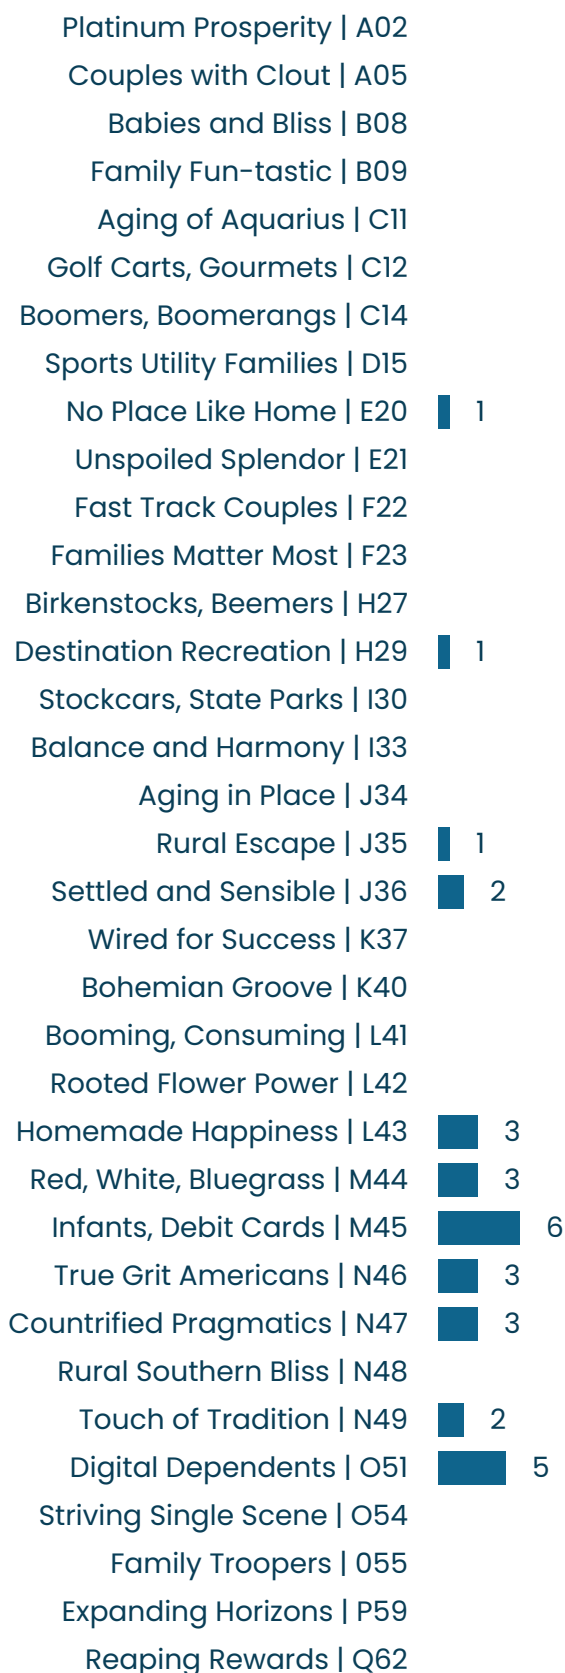 Platinum Prosperity | A02
Couples with Clout | A05
Babies and Bliss | B08
Family Fun-tastic | B09
Aging of Aquarius | C11
Golf Carts, Gourmets | C12
Boomers, Boomerangs | C14
Sports Utility Families | D15
No Place Like Home | E20 1
Unspoiled Splendor | E21
Fast Track Couples | F22
Families Matter Most | F23
Birkenstocks, Beemers | H27
Destination Recreation | H29 1
Stockcars, State Parks | I30
Balance and Harmony | I33
Aging in Place | J34
Rural Escape | J35 1
Settled and Sensible | J36 2
Wired for Success | K37
Bohemian Groove | K40
Booming, Consuming | L41
Rooted Flower Power | L42
Homemade Happiness | L43 3
Red, White, Bluegrass | M44 3
Infants, Debit Cards | M45 6
True Grit Americans | N46 3
Countrified Pragmatics | N47 3
Rural Southern Bliss | N48
Touch of Tradition | N49 2
Digital Dependents | O51 5
Striving Single Scene | O54
Family Troopers | 055
Expanding Horizons | P59
Reaping Rewards | Q62